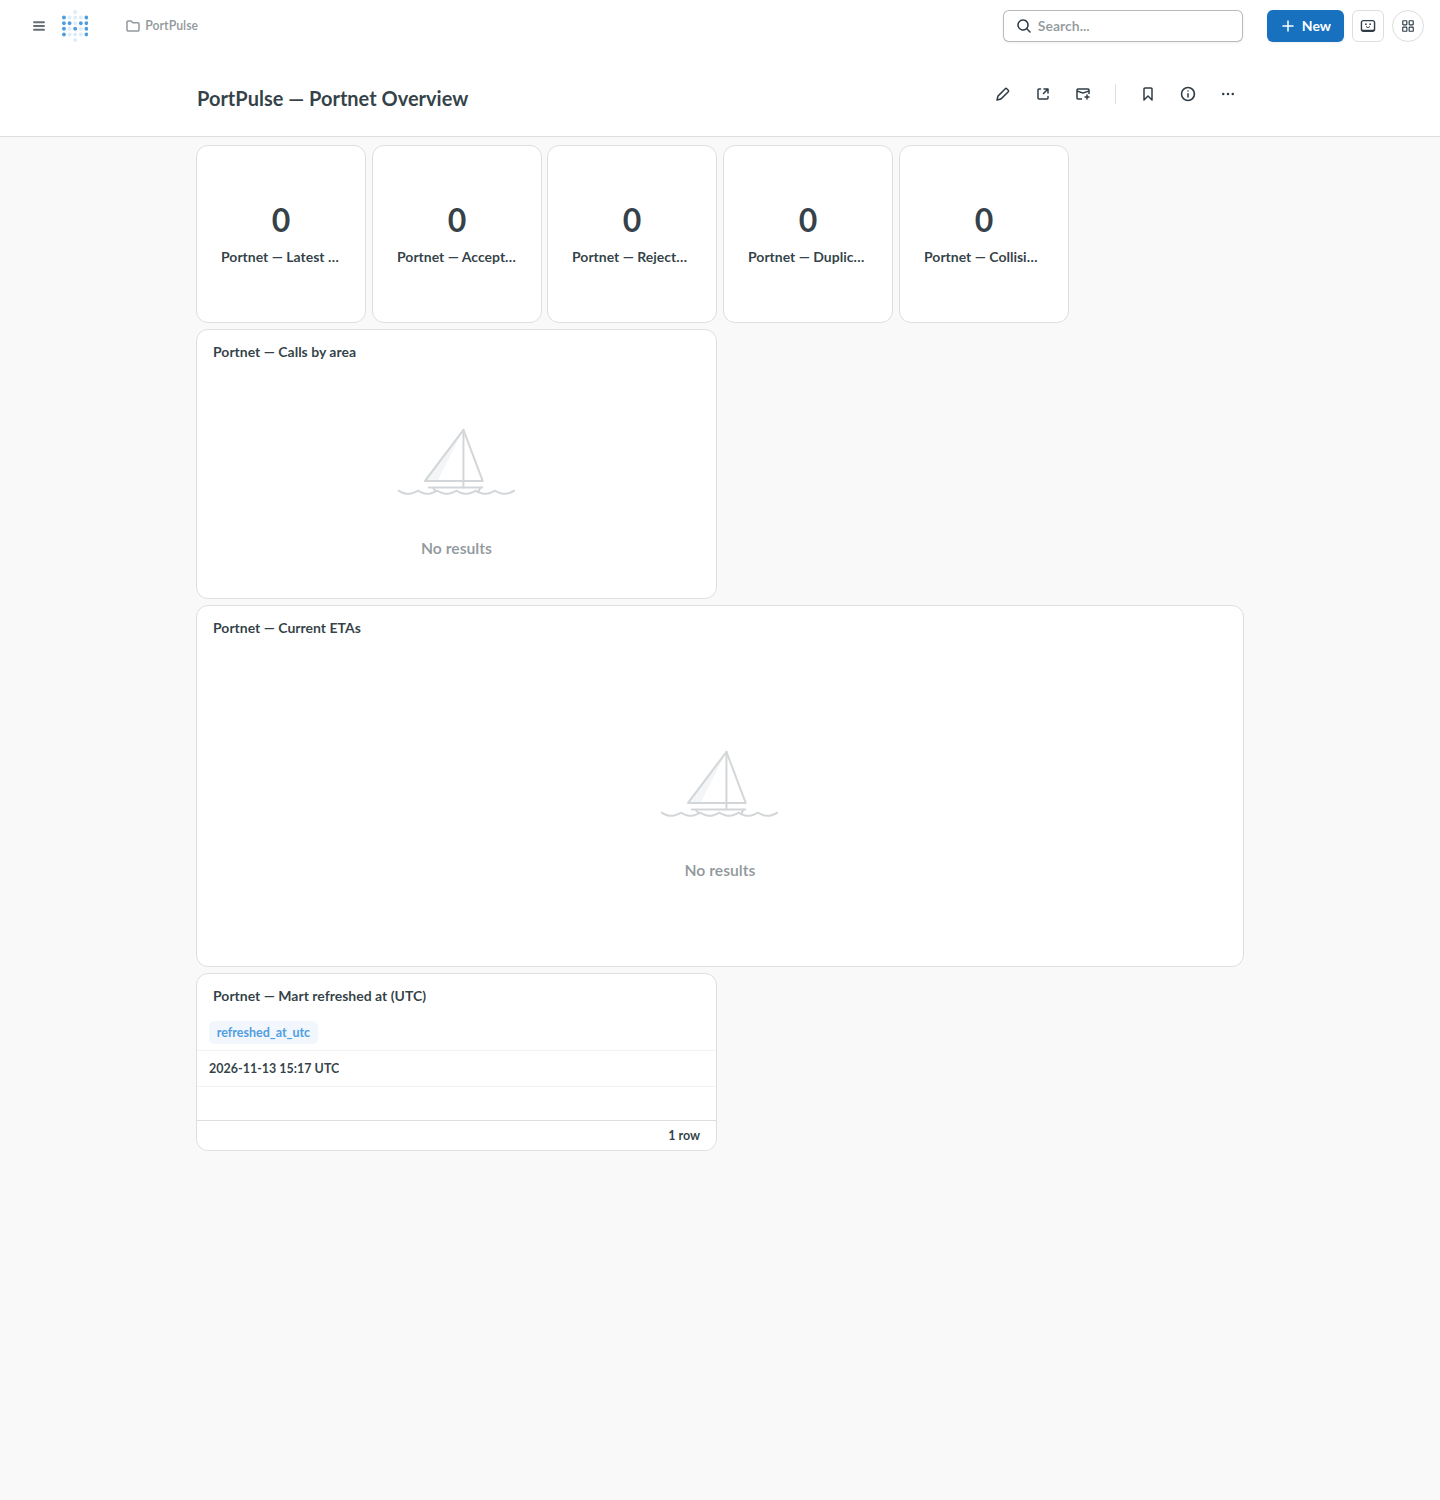 PortPulse
Search...
New
PortPulse — Portnet Overview
0
Portnet — Latest ...
0
Portnet — Accept...
0
Portnet — Reject...
0
Portnet — Duplic...
0
Portnet — Collisi...
Portnet — Calls by area
No results
Portnet — Current ETAs
No results
Portnet — Mart refreshed at (UTC)
refreshed_at_utc
2026-11-13 15:17 UTC
1 row